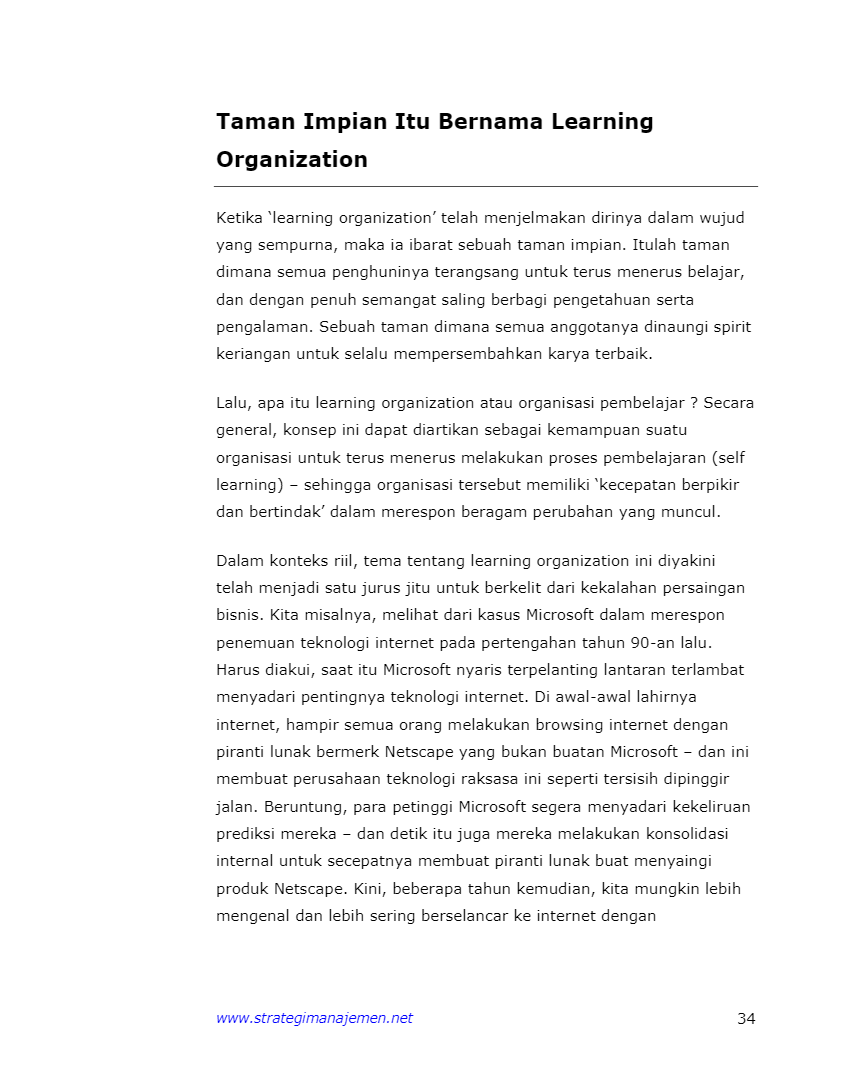 Taman Impian Itu Bernama Learning
Organization
Ketika ‘learning organization’ telah menjelmakan dirinya dalam wujud
yang sempurna, maka ia ibarat sebuah taman impian. Itulah taman
dimana semua penghuninya terangsang untuk terus menerus belajar,
dan dengan penuh semangat saling berbagi pengetahuan serta
pengalaman. Sebuah taman dimana semua anggotanya dinaungi spirit
keriangan untuk selalu mempersembahkan karya terbaik.
Lalu, apa itu learning organization atau organisasi pembelajar ? Secara
general, konsep ini dapat diartikan sebagai kemampuan suatu
organisasi untuk terus menerus melakukan proses pembelajaran (self
learning) – sehingga organisasi tersebut memiliki ‘kecepatan berpikir
dan bertindak’ dalam merespon beragam perubahan yang muncul.
Dalam konteks riil, tema tentang learning organization ini diyakini
telah menjadi satu jurus jitu untuk berkelit dari kekalahan persaingan
bisnis. Kita misalnya, melihat dari kasus Microsoft dalam merespon
penemuan teknologi internet pada pertengahan tahun 90-an lalu.
Harus diakui, saat itu Microsoft nyaris terpelanting lantaran terlambat
menyadari pentingnya teknologi internet. Di awal-awal lahirnya
internet, hampir semua orang melakukan browsing internet dengan
piranti lunak bermerk Netscape yang bukan buatan Microsoft – dan ini
membuat perusahaan teknologi raksasa ini seperti tersisih dipinggir
jalan. Beruntung, para petinggi Microsoft segera menyadari kekeliruan
prediksi mereka – dan detik itu juga mereka melakukan konsolidasi
internal untuk secepatnya membuat piranti lunak buat menyaingi
produk Netscape. Kini, beberapa tahun kemudian, kita mungkin lebih
mengenal dan lebih sering berselancar ke internet dengan
www.strategimanajemen.net 34